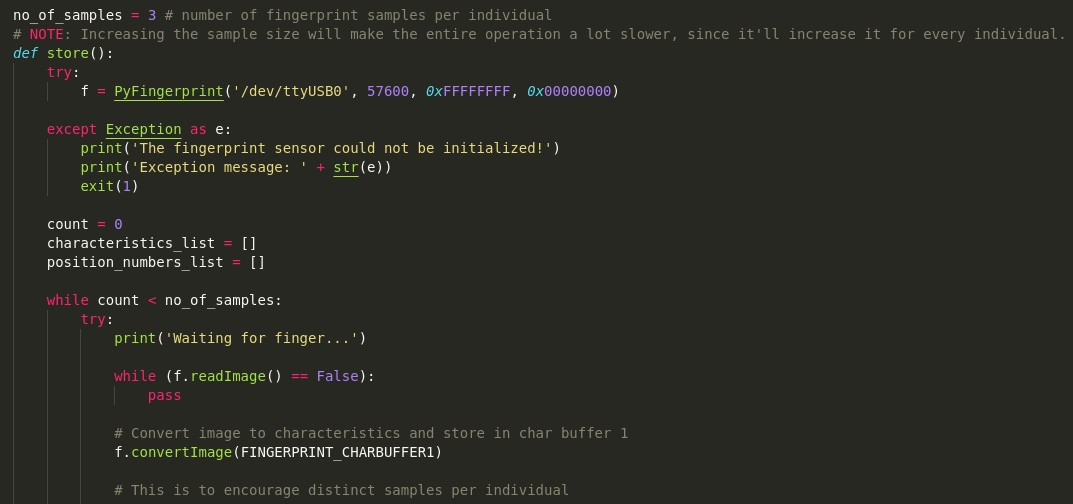 no_of_samples = 3 # number of fingerprint samples per individual
# NOTE: Increasing the sample size will make the entire operation a lot slower, since it'll increase it for every individual.
def store():
    try:
        f = PyFingerprint('/dev/ttyUSB0', 57600, 0xFFFFFFFF, 0x00000000)

    except Exception as e:
        print('The fingerprint sensor could not be initialized!')
        print('Exception message: ' + str(e))
        exit(1)

    count = 0
    characteristics_list = []
    position_numbers_list = []

    while count < no_of_samples:
        try:
            print('Waiting for finger...')

            while (f.readImage() == False):
                pass

            # Convert image to characteristics and store in char buffer 1
            f.convertImage(FINGERPRINT_CHARBUFFER1)

            # This is to encourage distinct samples per individual